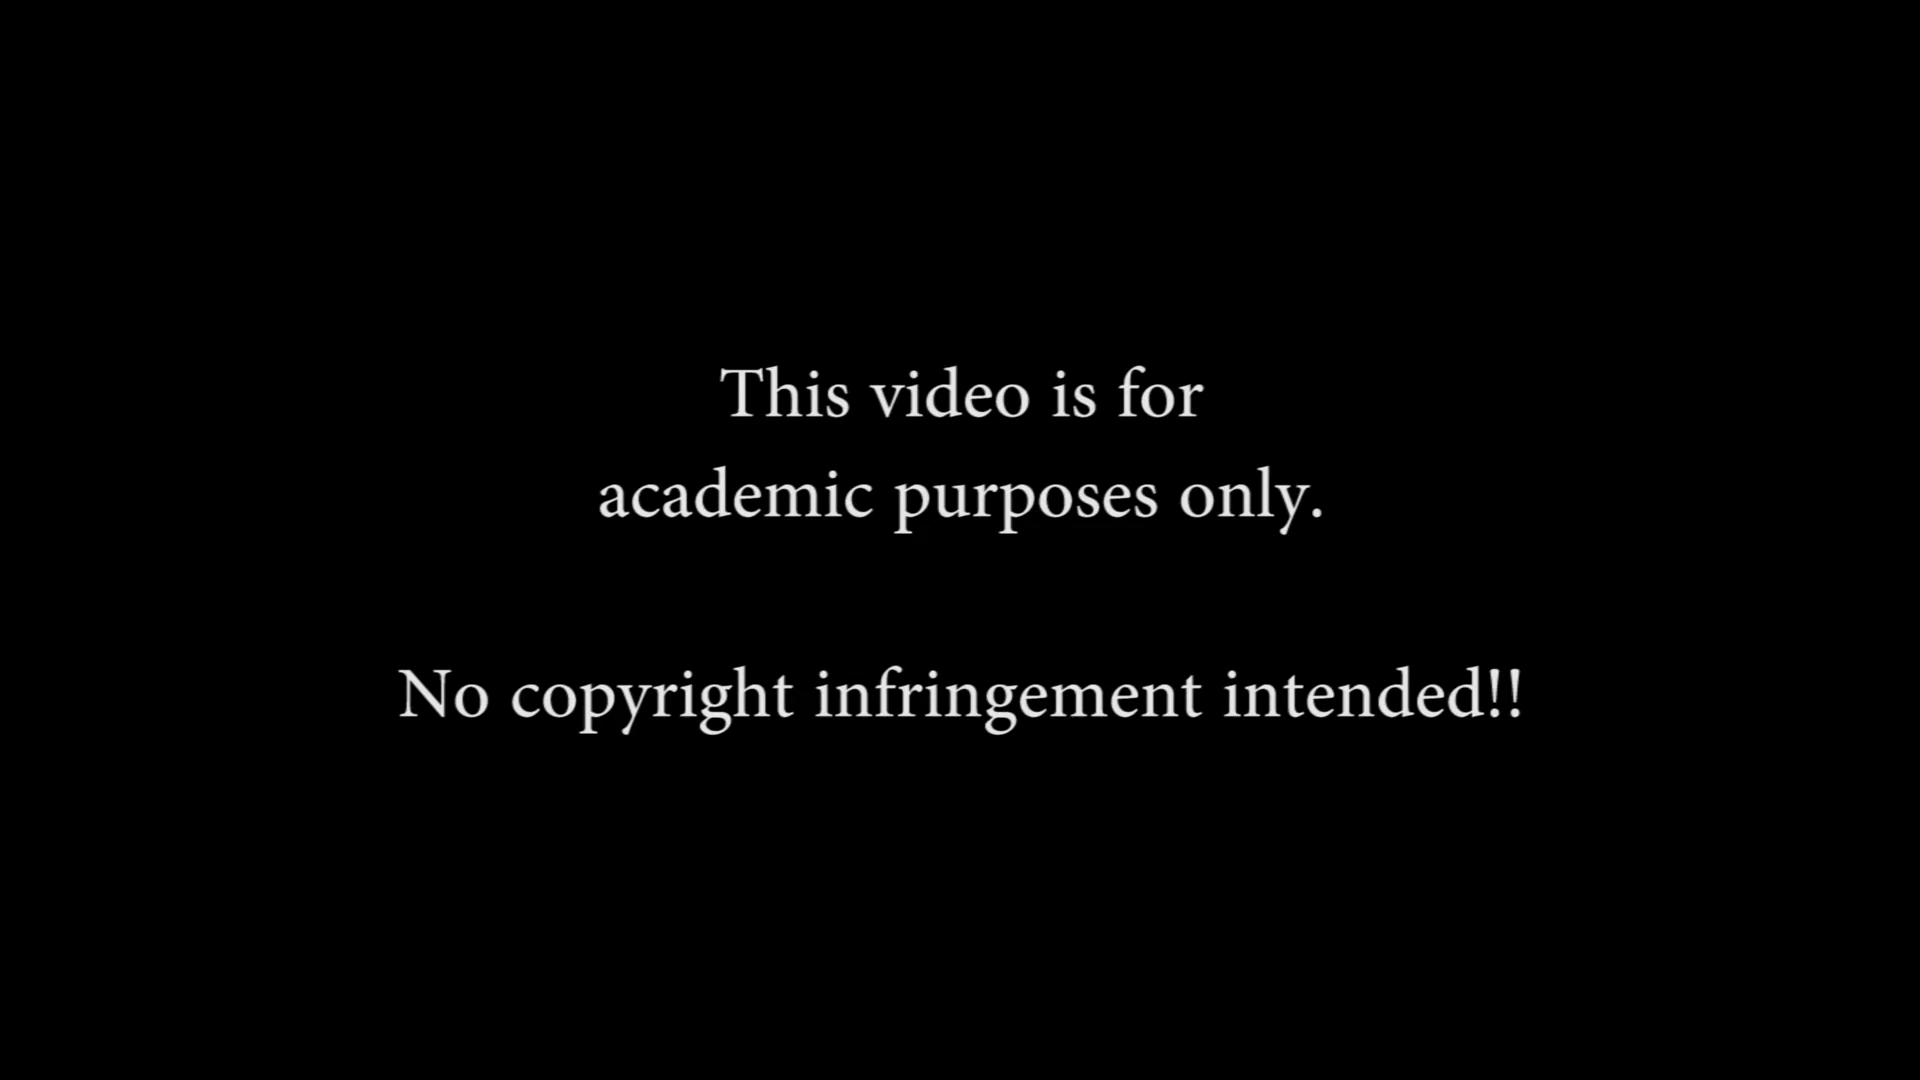 This video is for
academic purposes only.
No copyright infringement intended!!